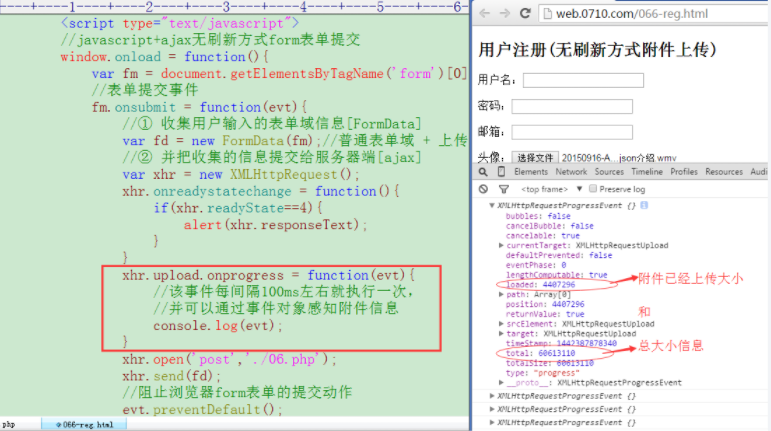 ----+----1----+----2----+----3----+----4----+----5----+----6-
<script type="text/javascript">
//javascript+ajax无刷新方式form表单提交
window.onload = function(){
var fm = document.getElementsByTagName('form')[0]
//表单提交事件
fm.onsubmit = function(evt){
//① 收集用户输入的表单域信息[FormData]
var fd = new FormData(fm);//普通表单域 + 上传
//② 并把收集的信息提交给服务器端[ajax]
var xhr = new XMLHttpRequest();
xhr.onreadystatechange = function(){
if(xhr.readyState==4){
alert(xhr.responseText);
}
}
xhr.upload.onprogress = function(evt){
//该事件每间隔100ms左右就执行一次，
//并可以通过事件对象感知附件信息
console.log(evt);
}
xhr.open('post','./06.php');
xhr.send(fd);
//阻止浏览器form表单的提交动作
evt.preventDefault();
php
066-reg.html
web.0710.com/066-reg.html
用户注册(无刷新方式附件上传)
用户名：
密码：
邮箱：
头像： 选择文件 20150916-A...json介绍.wmv
Elements Network Sources Timeline Profiles Resources Audi
<top frame> Preserve log
XMLHttpRequestProgressEvent {}
bubbles: false
cancelBubble: false
cancelable: true
currentTarget: XMLHttpRequestUpload
defaultPrevented: false
eventPhase: 0
lengthComputable: true
loaded: 4407296
附件已经上传大小
path: Array[0]
position: 4407296
returnValue: true
和
srcElement: XMLHttpRequestUpload
target: XMLHttpRequestUpload
timeStamp: 1442387878340
total: 60613110
总大小信息
totalSize: 60613110
type: "progress"
__proto__: XMLHttpRequestProgressEvent
XMLHttpRequestProgressEvent {}
XMLHttpRequestProgressEvent {}
XMLHttpRequestProgressEvent {}